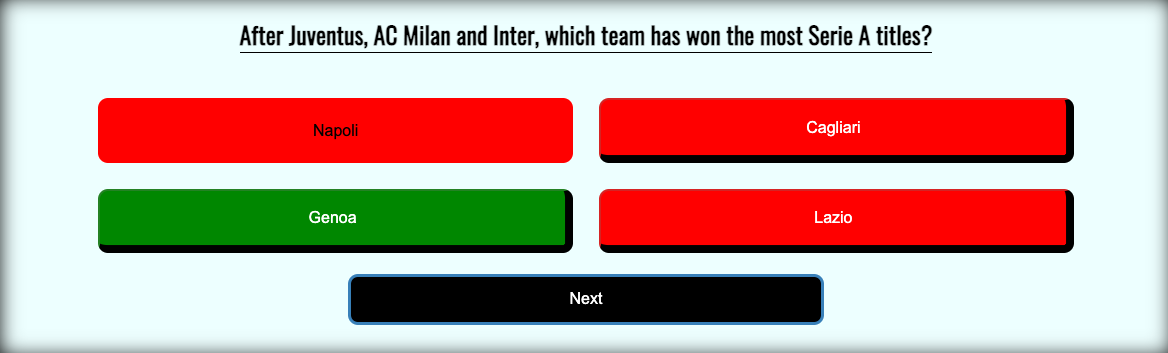 After Juventus, AC Milan and Inter, which team has won the most Serie A titles?
Napoli
Cagliari
Genoa
Lazio
Next